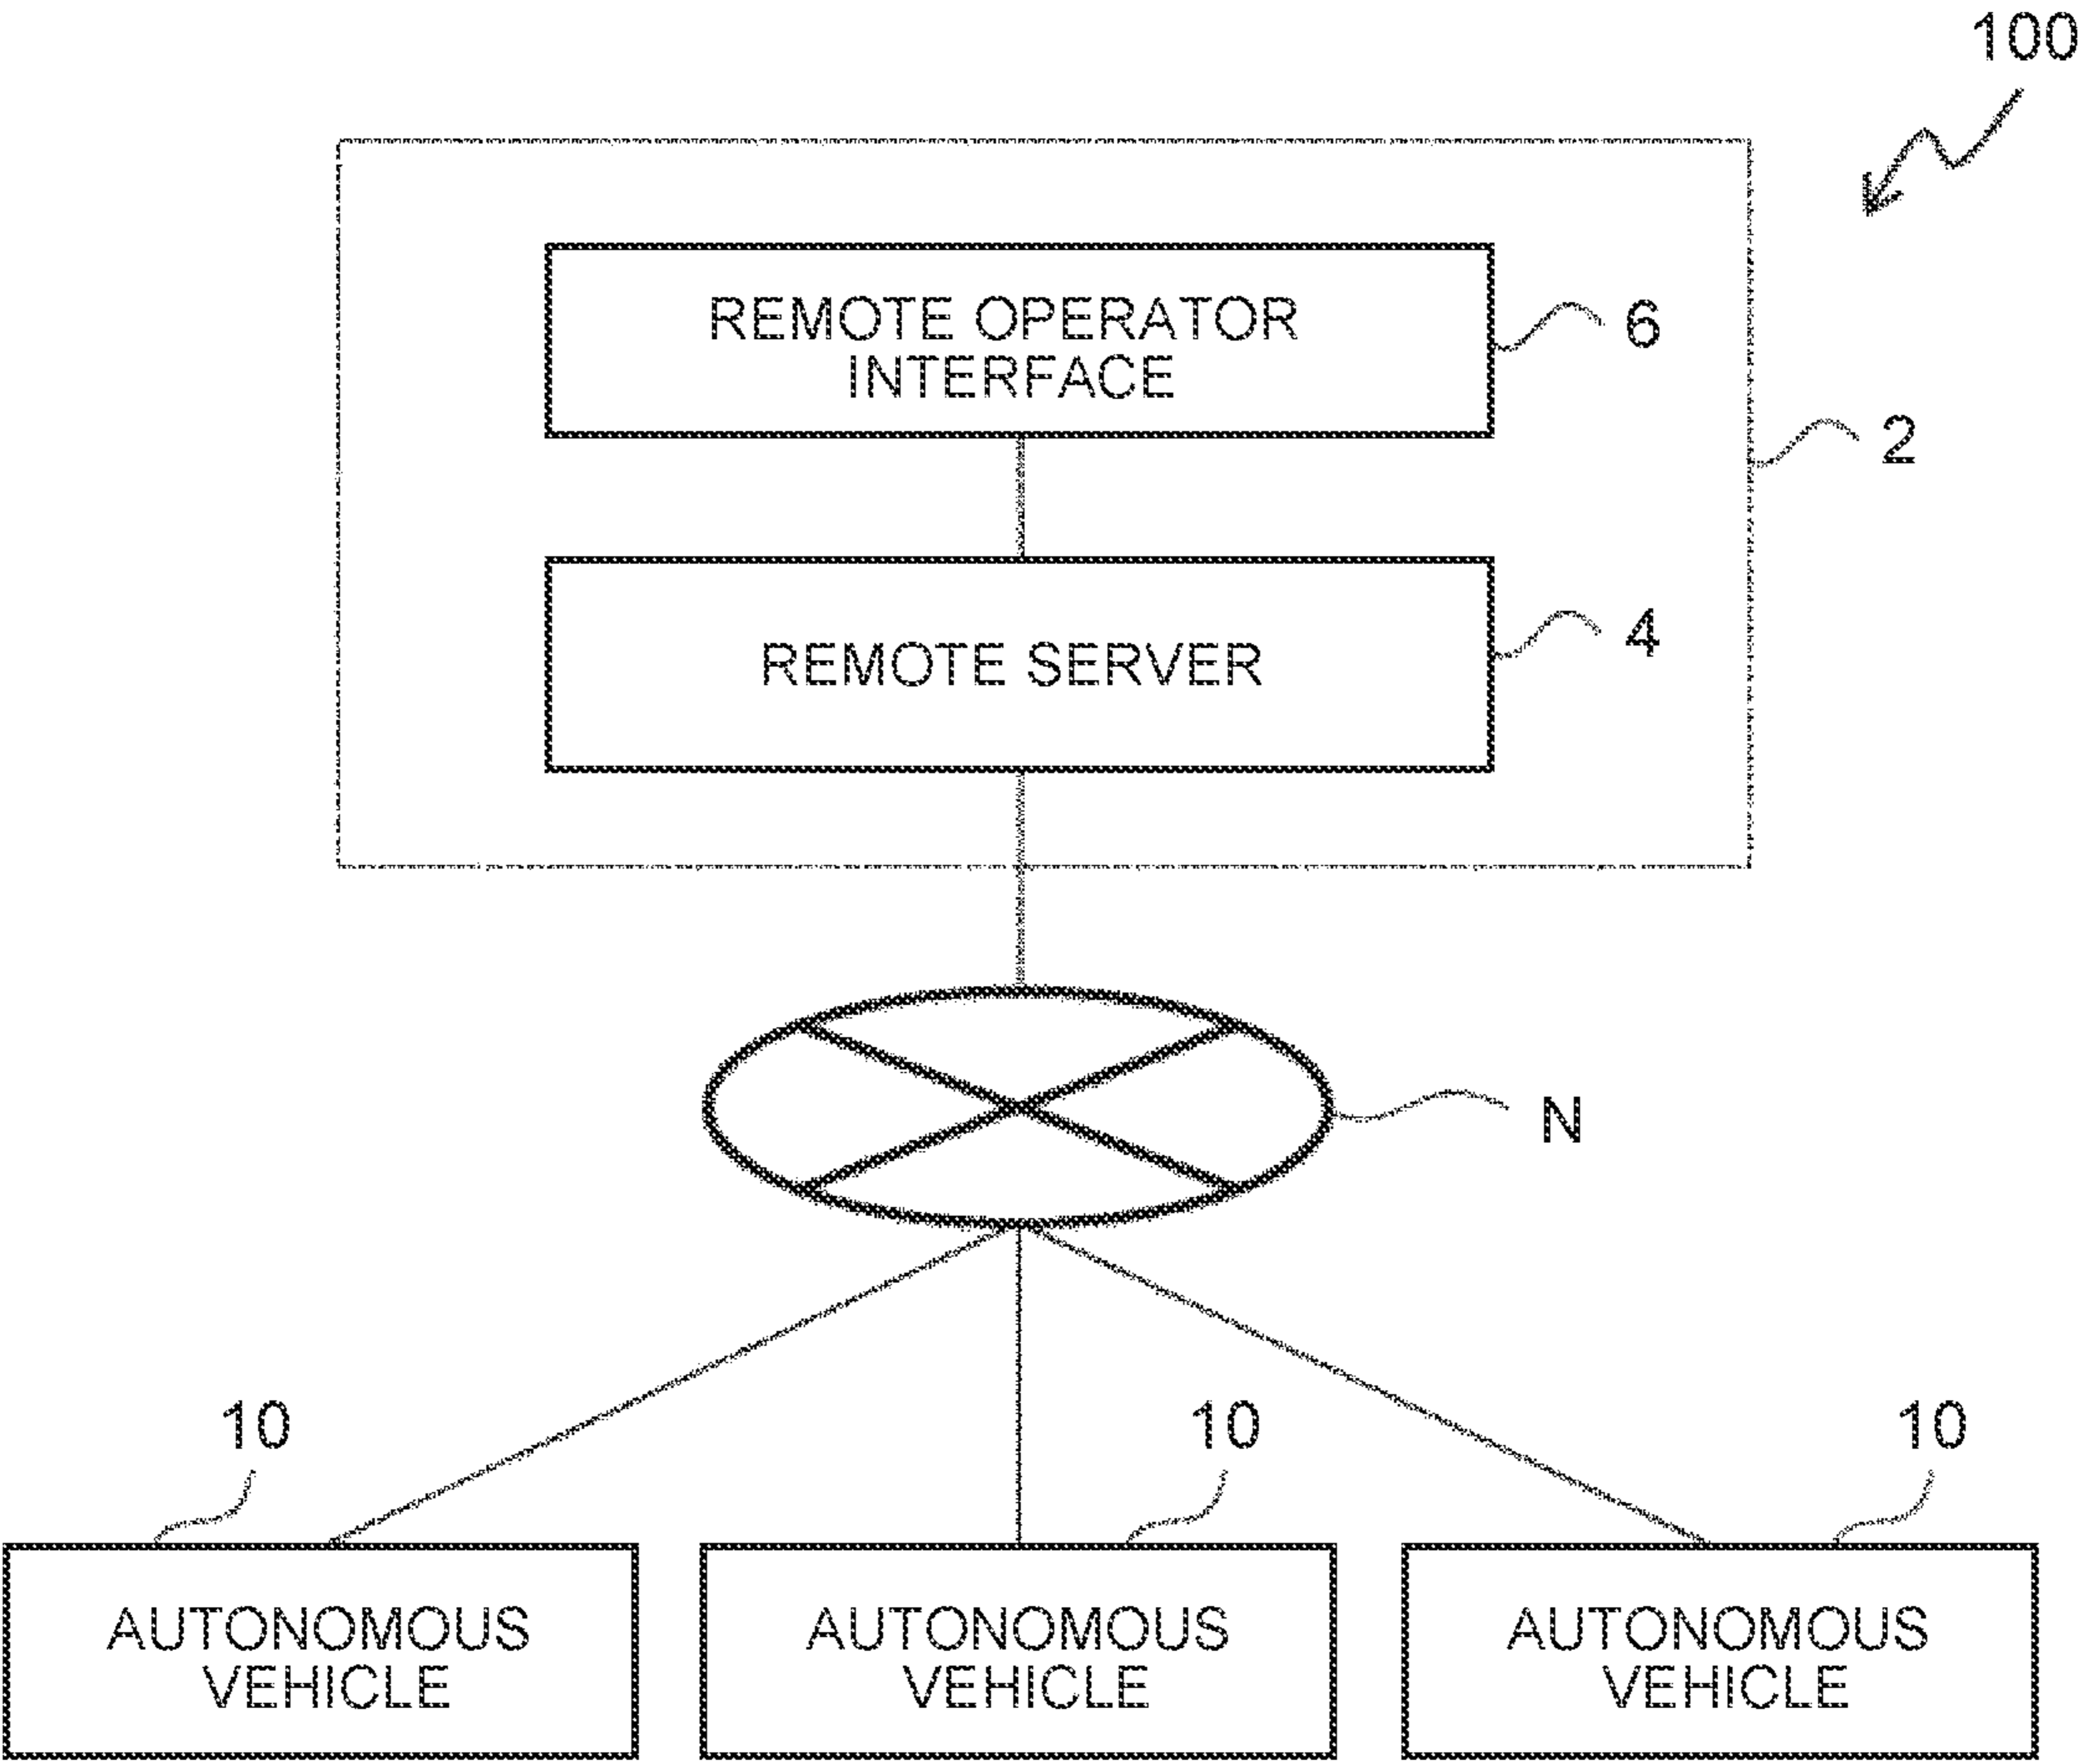 100
REMOTE OPERATOR
INTERFACE
6
2
REMOTE SERVER
4
N
10
10
10
AUTONOMOUS
VEHICLE
AUTONOMOUS
VEHICLE
AUTONOMOUS
VEHICLE